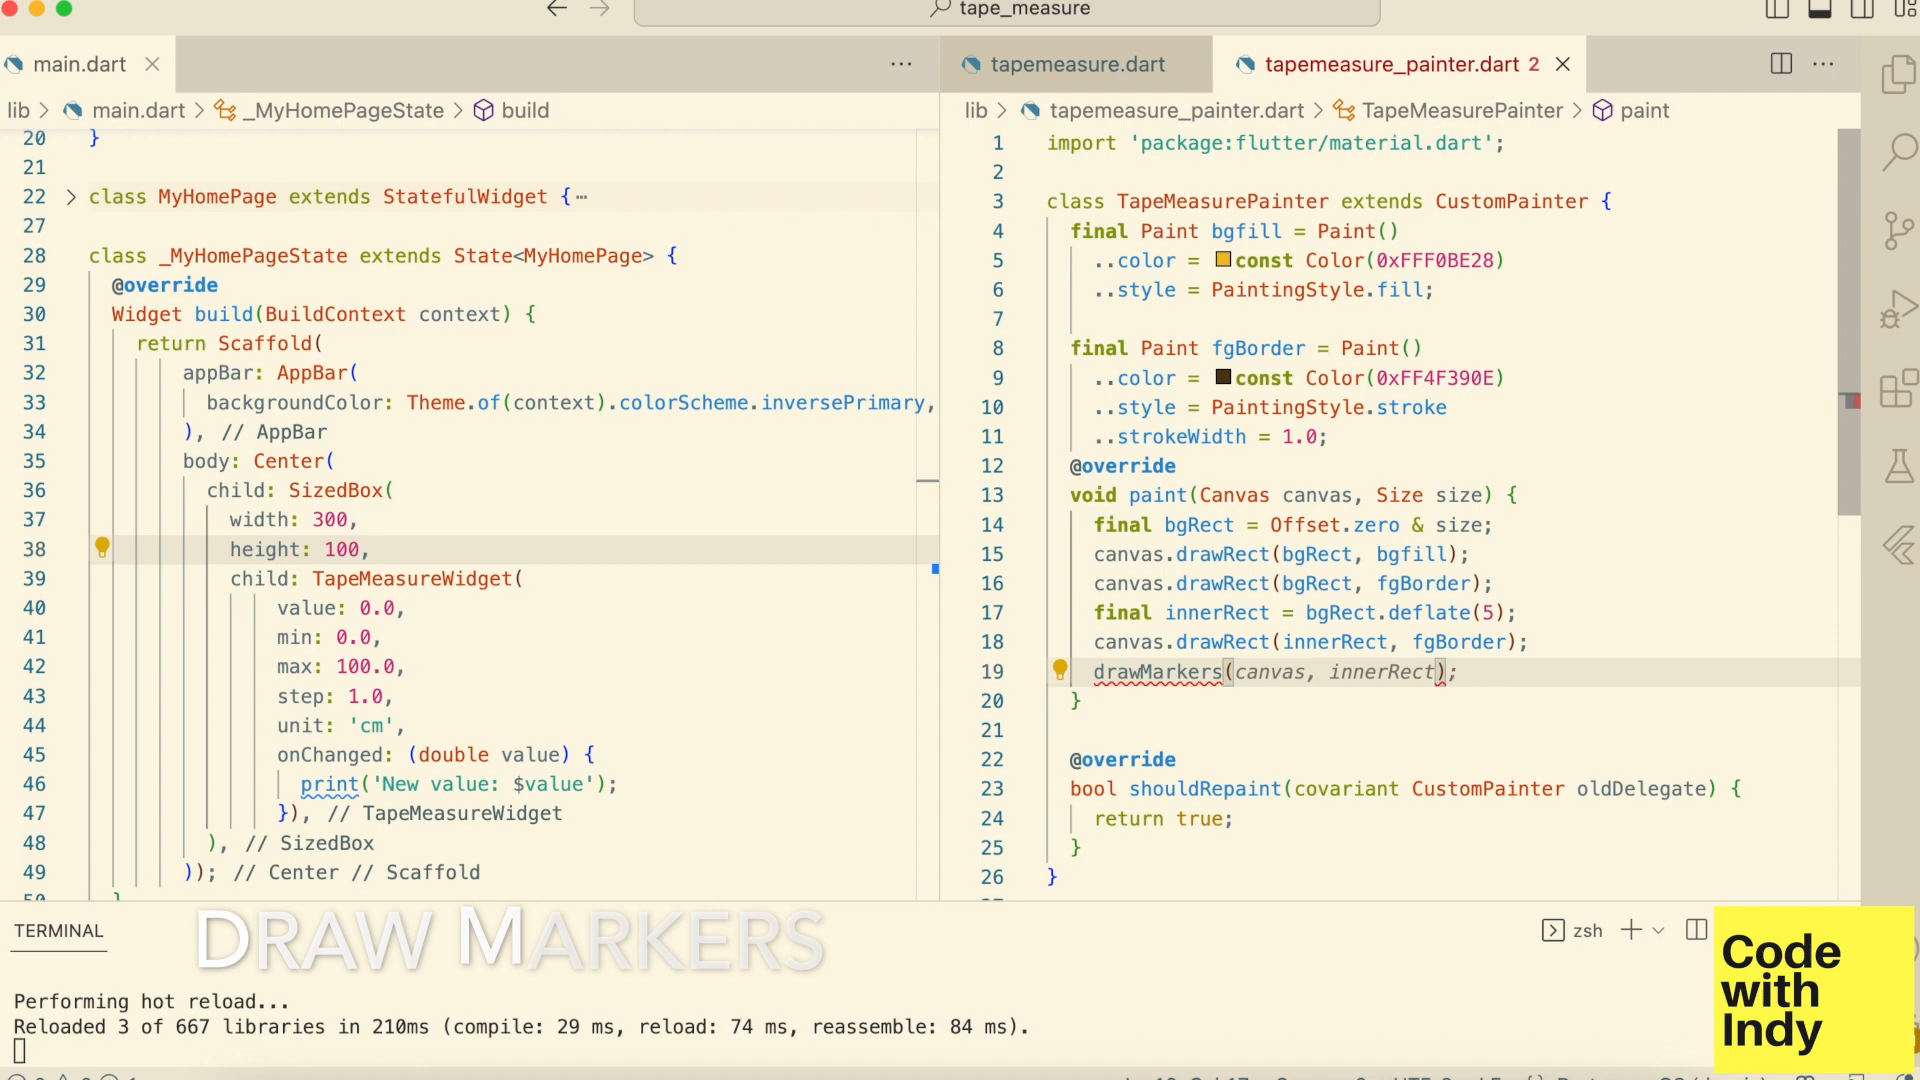 tape_measure
main.dart
tapemeasure.dart
tapemeasure_painter.dart 2
lib > main.dart > _MyHomePageState > build
20 }
21
22 > class MyHomePage extends StatefulWidget {⋯
27
28 class _MyHomePageState extends State<MyHomePage> {
29 @override
30 Widget build(BuildContext context) {
31 return Scaffold(
32 appBar: AppBar(
33 backgroundColor: Theme.of(context).colorScheme.inversePrimary,
34 ), // AppBar
35 body: Center(
36 child: SizedBox(
37 width: 300,
38 height: 100,
39 child: TapeMeasureWidget(
40 value: 0.0,
41 min: 0.0,
42 max: 100.0,
43 step: 1.0,
44 unit: 'cm',
45 onChanged: (double value) {
46 print('New value: $value');
47 }), // TapeMeasureWidget
48 ), // SizedBox
49 )); // Center // Scaffold
lib > tapemeasure_painter.dart > TapeMeasurePainter > paint
1 import 'package:flutter/material.dart';
2
3 class TapeMeasurePainter extends CustomPainter {
4 final Paint bgfill = Paint()
5 ..color = const Color(0xFFF0BE28)
6 ..style = PaintingStyle.fill;
7
8 final Paint fgBorder = Paint()
9 ..color = const Color(0xFF4F390E)
10 ..style = PaintingStyle.stroke
11 ..strokeWidth = 1.0;
12 @override
13 void paint(Canvas canvas, Size size) {
14 final bgRect = Offset.zero & size;
15 canvas.drawRect(bgRect, bgfill);
16 canvas.drawRect(bgRect, fgBorder);
17 final innerRect = bgRect.deflate(5);
18 canvas.drawRect(innerRect, fgBorder);
19 drawMarkers(canvas, innerRect);
20 }
21
22 @override
23 bool shouldRepaint(covariant CustomPainter oldDelegate) {
24 return true;
25 }
26 }
TERMINAL
DRAW MARKERS
zsh
Performing hot reload...
Reloaded 3 of 667 libraries in 210ms (compile: 29 ms, reload: 74 ms, reassemble: 84 ms).
Code
with
Indy